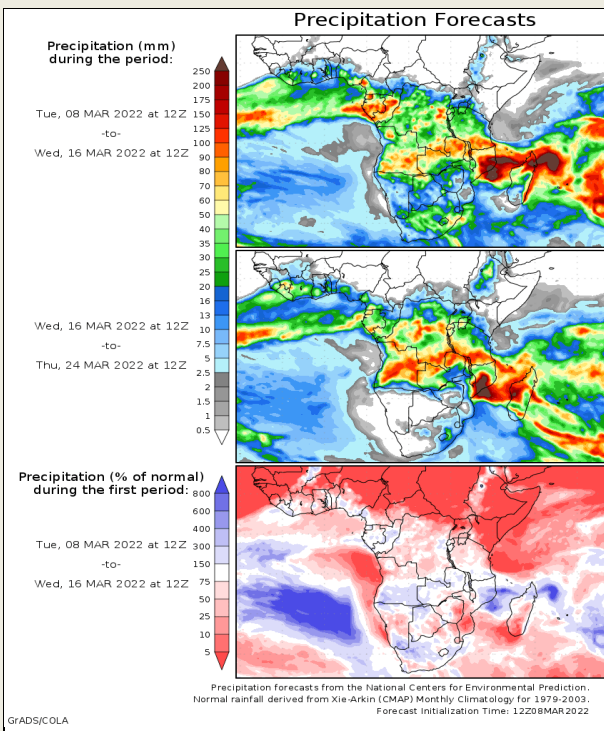 Precipitation Forecasts
Precipitation (mm)
during the period:
Tue, 08 MAR 2022 at 12Z
-to-
Wed, 16 MAR 2022 at 12Z
250
200
175
150
125
100
90
80
70
60
50
40
35
30
25
20
16
13
10
7.5
5
2.5
2
1.5
1
0.5
Wed, 16 MAR 2022 at 12Z
-to-
Thu, 24 MAR 2022 at 12Z
Precipitation (% of normal)
during the first period:
Tue, 08 MAR 2022 at 12Z
-to-
Wed, 16 MAR 2022 at 12Z
800
600
400
300
150
75
50
25
10
5
Precipitation forecasts from the National Centers for Environmental Prediction.
Normal rainfall derived from Xie-Arkin (CMAP) Monthly Climatology for 1979-2003.
Forecast Initialization Time: 12Z08MAR2022
GrADS/COLA